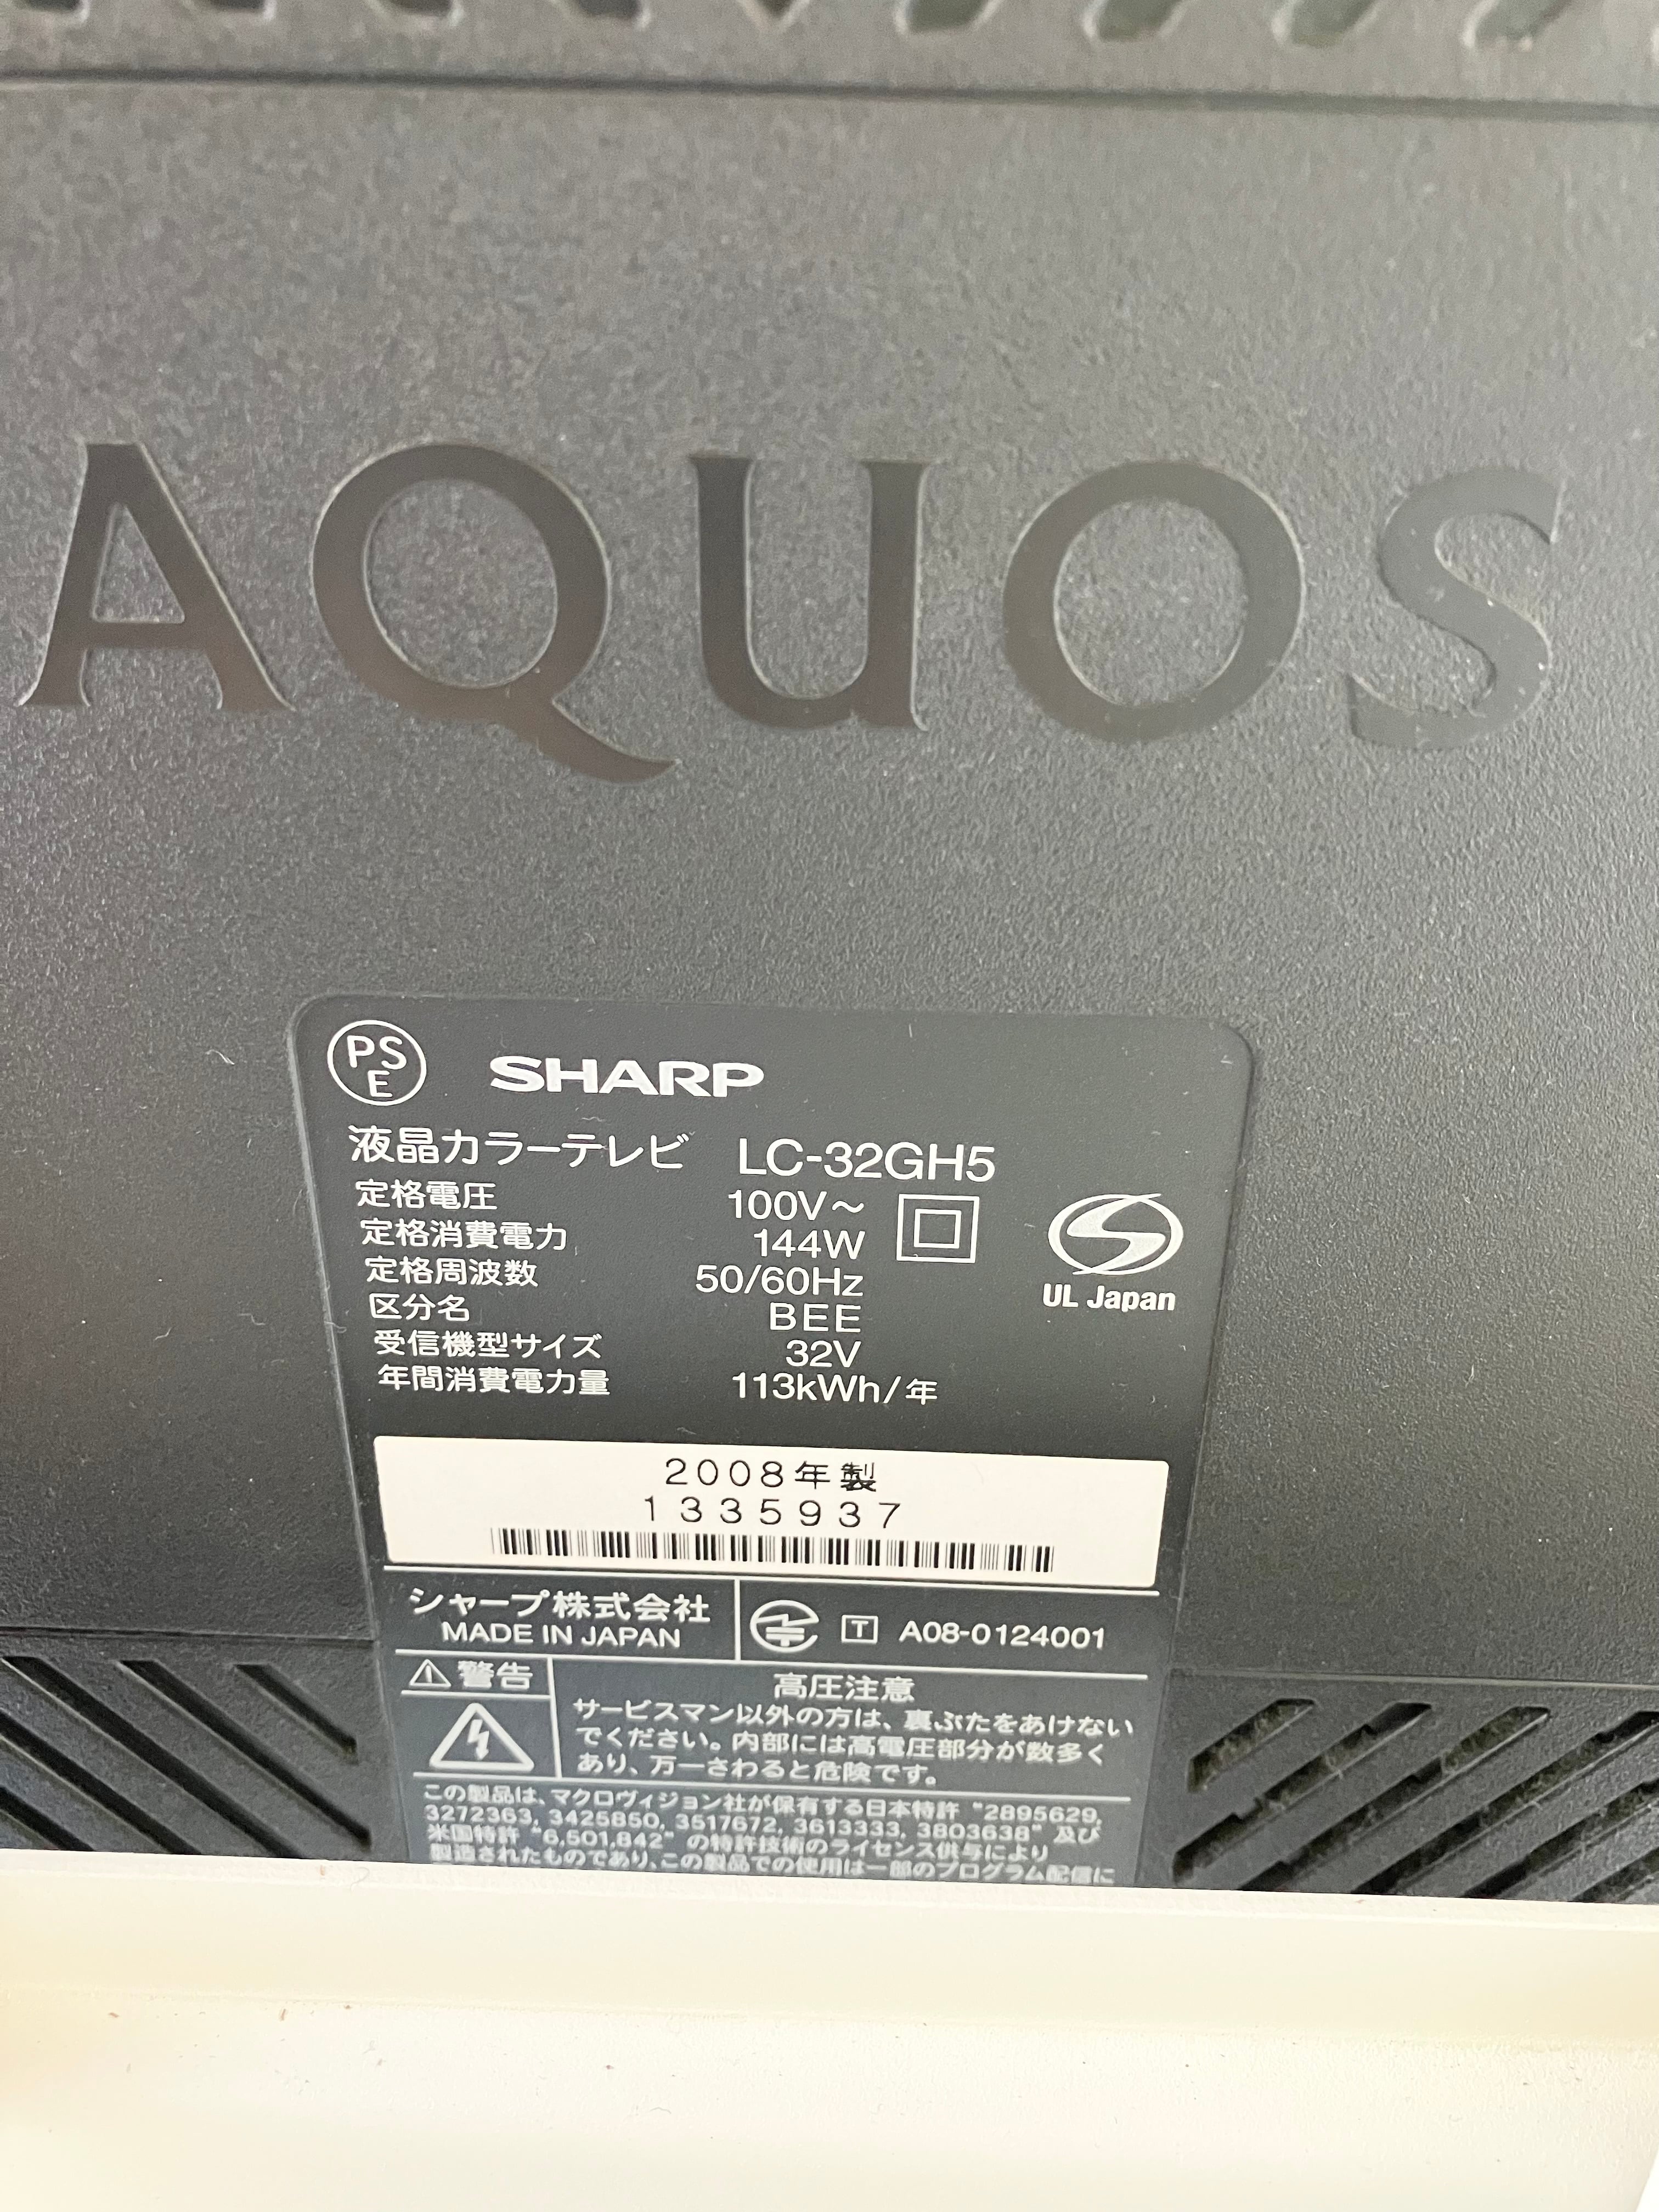 AQUOS
PS
E
SHARP
液晶カラーテレビ LC-32GH5
定格電圧 100V～
定格消費電力 144W
定格周波数 50/60Hz
区分名 BEE
受信機型サイズ 32V
年間消費電力量 113kWh/年
UL Japan
2008年製
1335937
シャープ株式会社
MADE IN JAPAN
T A08-0124001
警告
高圧注意
サービスマン以外の方は、裏ぶたをあけない
でください。内部には高電圧部分が数多く
あり、万一さわると危険です。
この製品は、マクロヴィジョン社が保有する日本特許 "2895629,
3272363, 3425850, 3517672, 3613333, 3803638" 及び
米国特許 "6,501,842" の特許技術のライセンス供与により
製造されたものであり、この製品での使用は一部のプログラム配信に